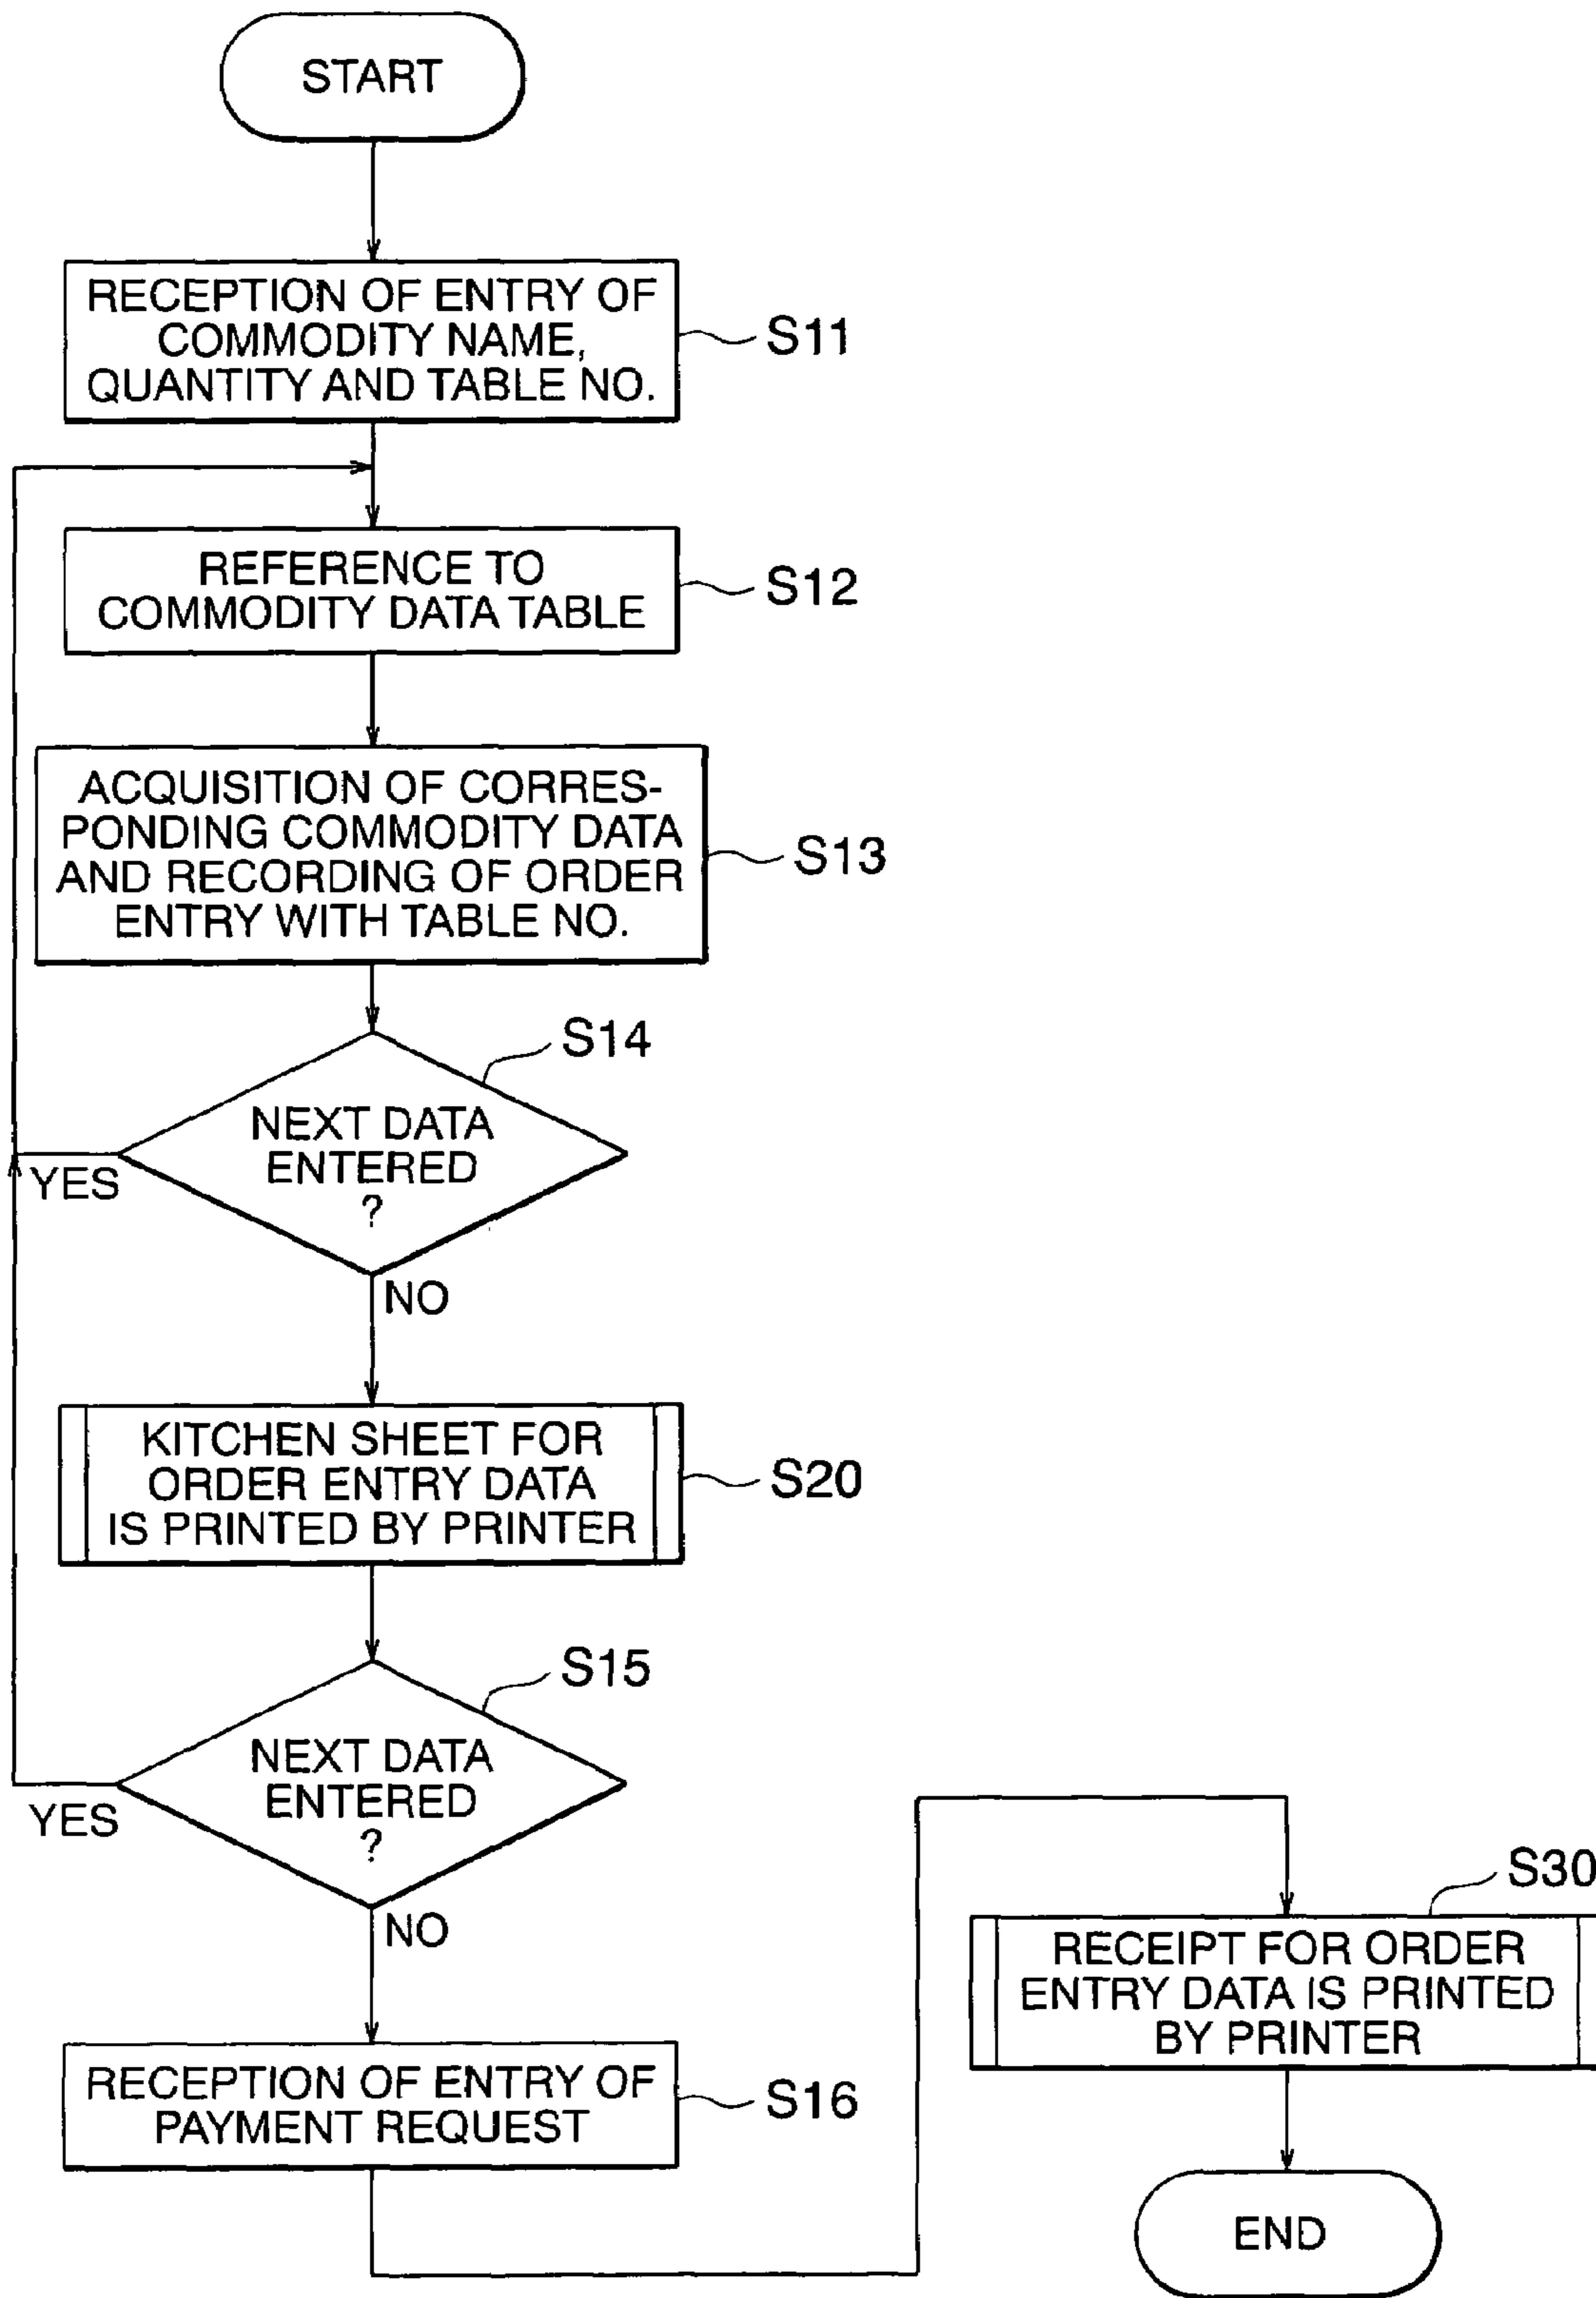 START
RECEPTION OF ENTRY OF
COMMODITY NAME,
QUANTITY AND TABLE NO.
S11
REFERENCE TO
COMMODITY DATA TABLE
S12
ACQUISITION OF CORRES-
PONDING COMMODITY DATA
AND RECORDING OF ORDER
ENTRY WITH TABLE NO.
S13
S14
NEXT DATA
ENTERED
?
YES
NO
KITCHEN SHEET FOR
ORDER ENTRY DATA
IS PRINTED BY PRINTER
S20
S15
NEXT DATA
ENTERED
?
YES
NO
RECEPTION OF ENTRY OF
PAYMENT REQUEST
S16
S30
RECEIPT FOR ORDER
ENTRY DATA IS PRINTED
BY PRINTER
END